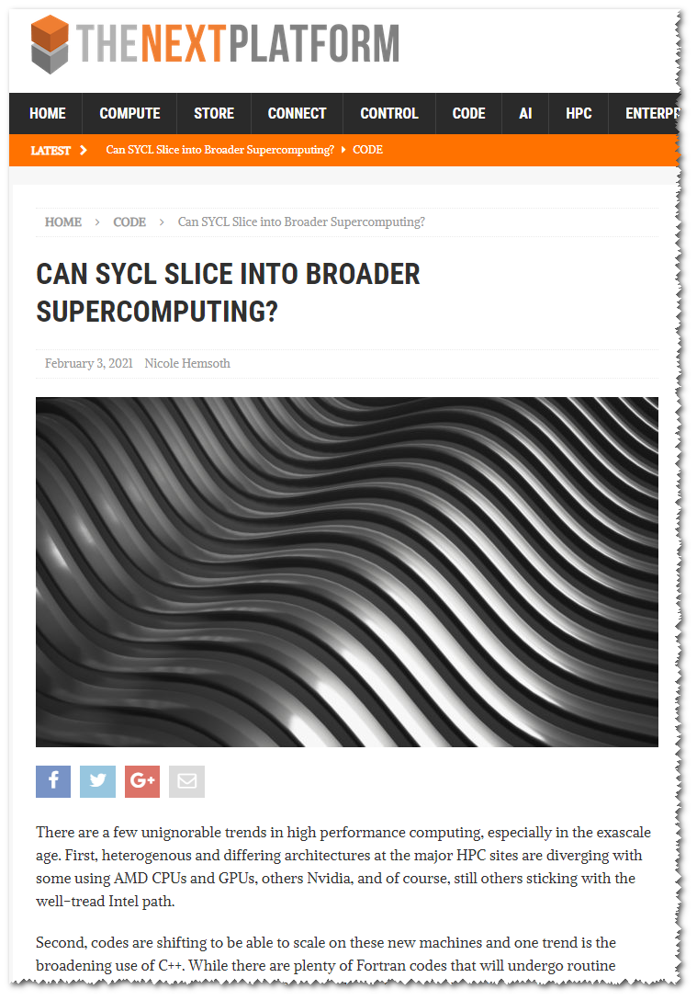 THENEXTPLATFORM
HOME COMPUTE STORE CONNECT CONTROL CODE AI HPC
LATEST Can SYCL Slice into Broader Supercomputing? CODE
HOME > CODE > Can SYCL Slice into Broader Supercomputing?
CAN SYCL SLICE INTO BROADER
SUPERCOMPUTING?
February 3, 2021 Nicole Hemsoth
There are a few unignorable trends in high performance computing, especially in the exascale
age. First, heterogenous and differing architectures at the major HPC sites are diverging with
some using AMD CPUs and GPUs, others Nvidia, and of course, still others sticking with the
well-tread Intel path.
Second, codes are shifting to be able to scale on these new machines and one trend is the
broadening use of C++. While there are plenty of Fortran codes that will undergo routine